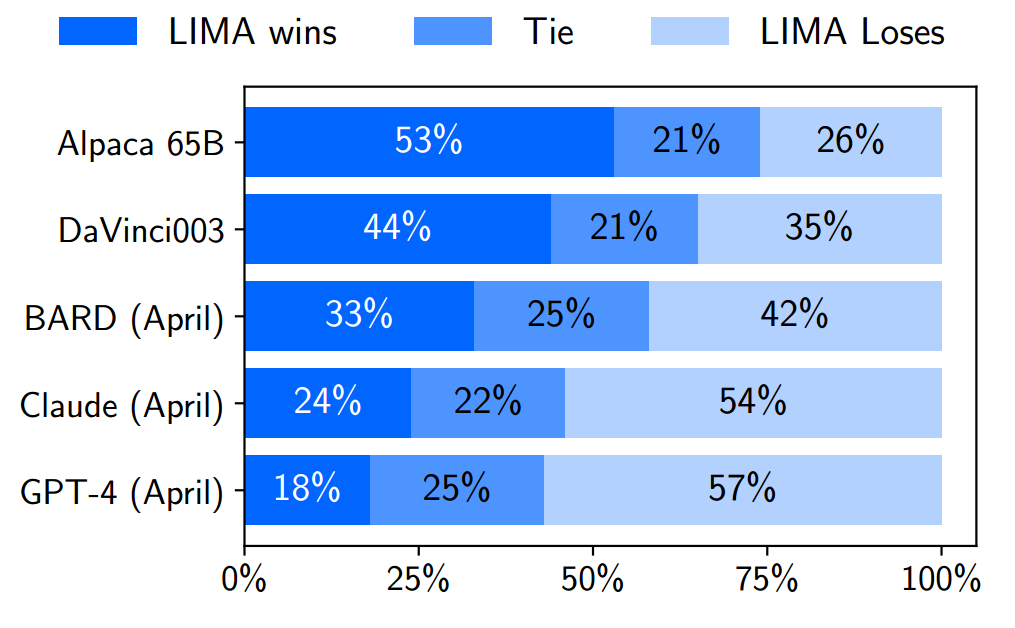 LIMA wins Tie LIMA Loses
Alpaca 65B 53% 21% 26%
DaVinci003 44% 21% 35%
BARD (April) 33% 25% 42%
Claude (April) 24% 22% 54%
GPT-4 (April) 18% 25% 57%
0% 25% 50% 75% 100%